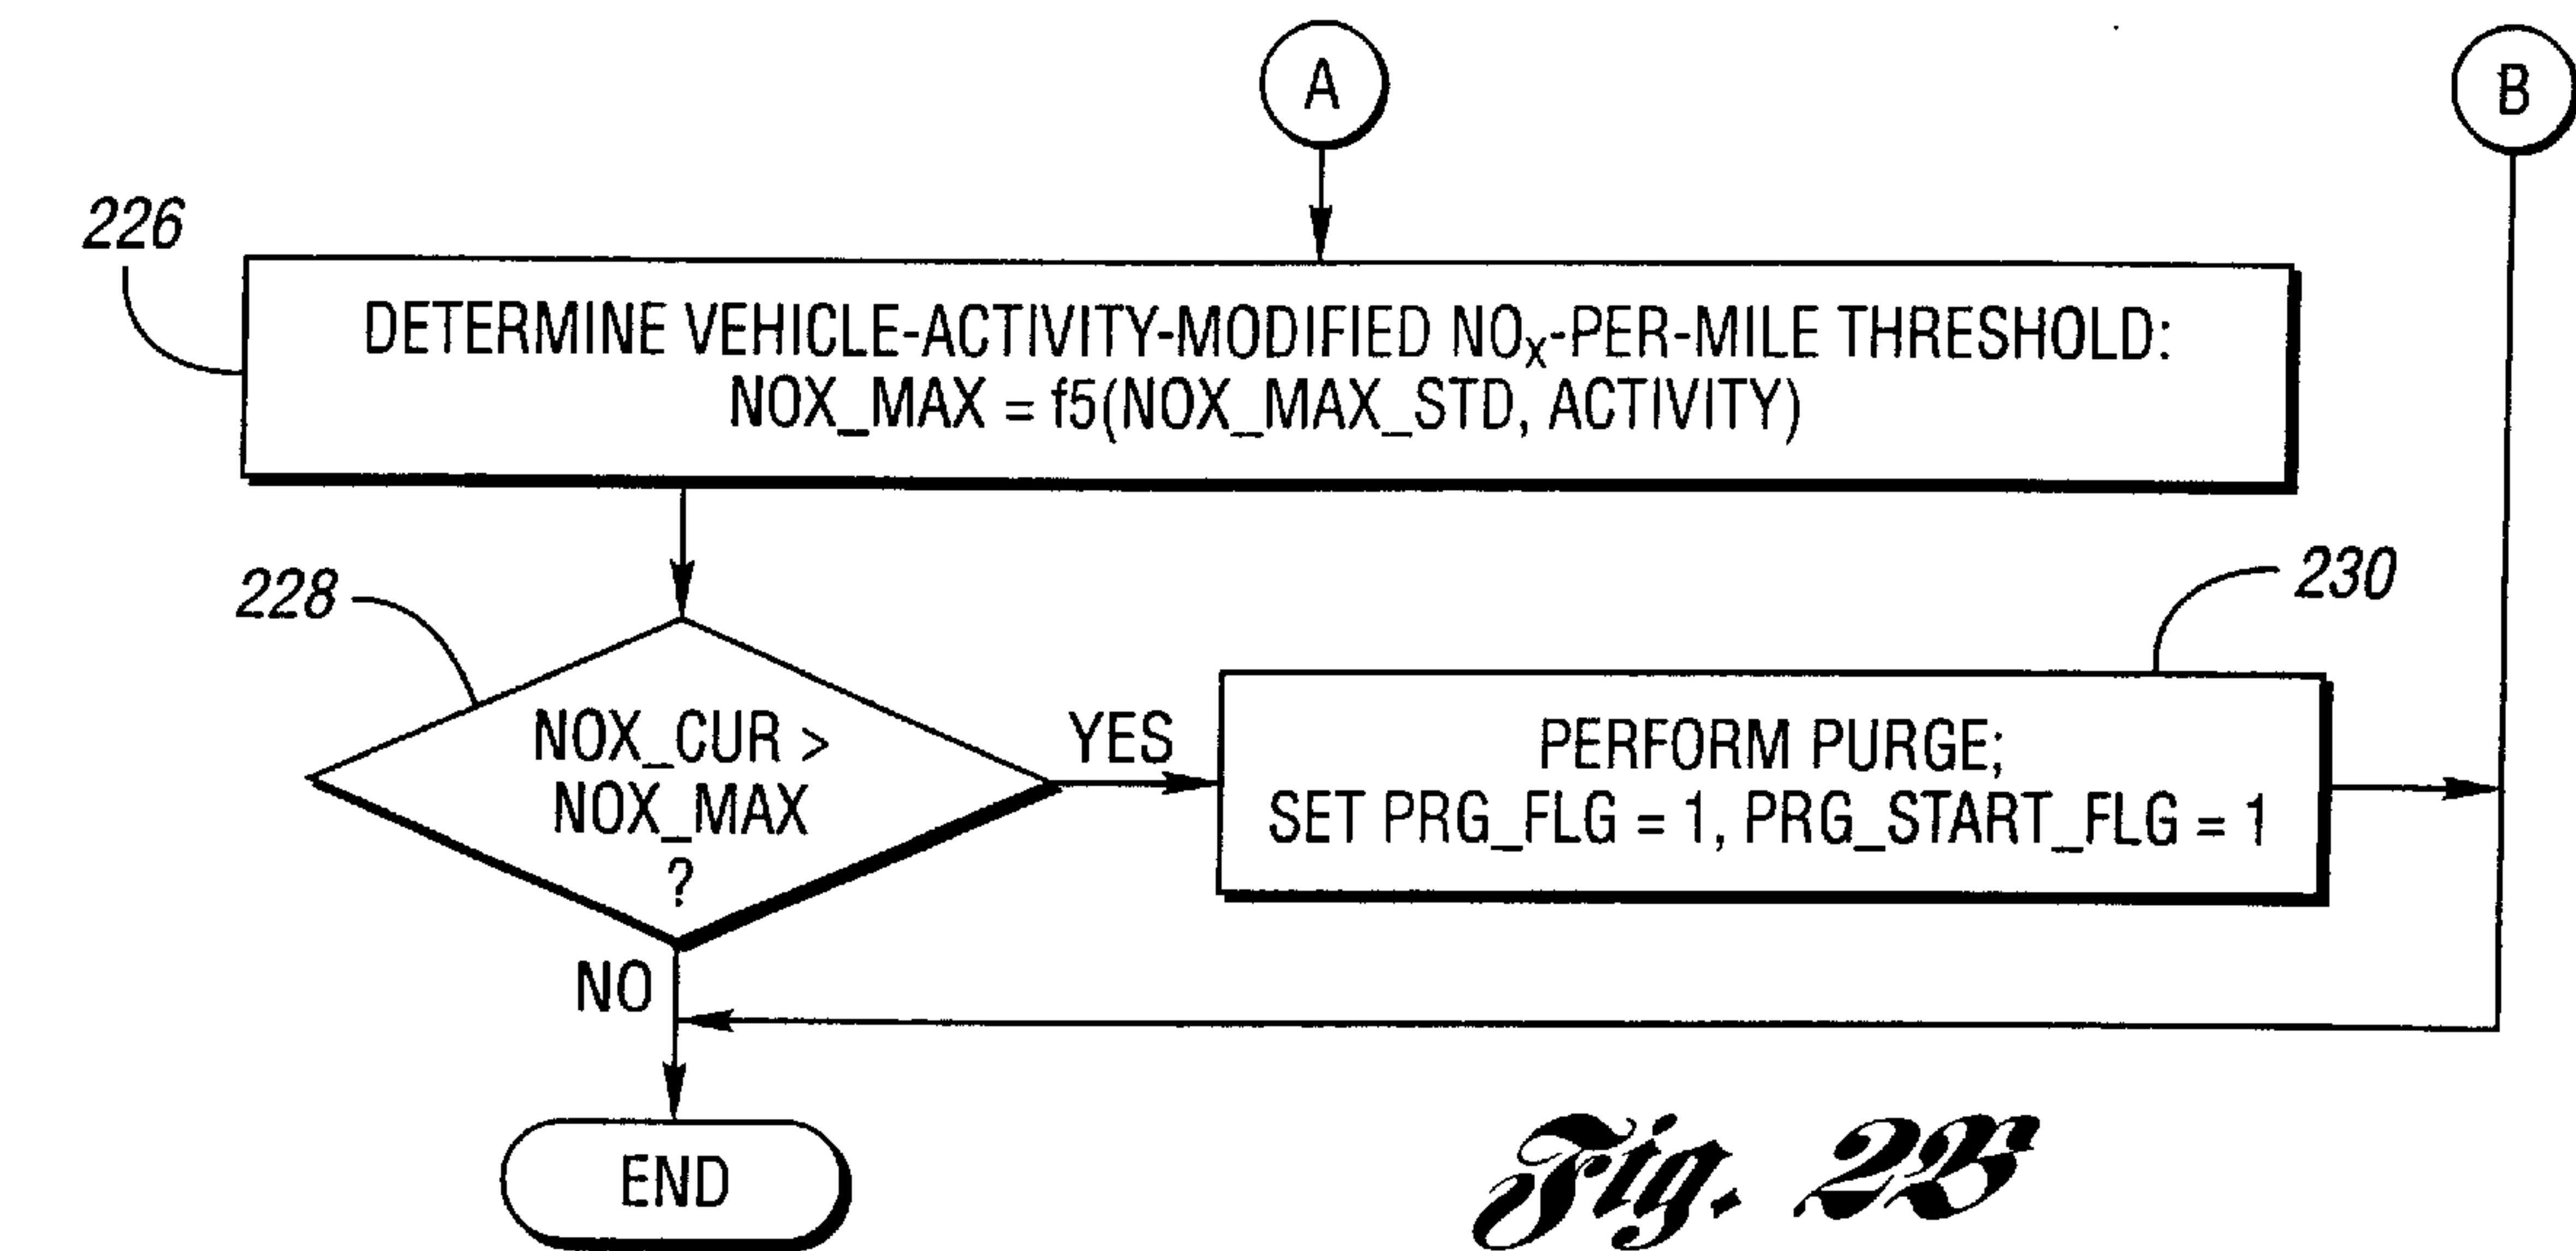 A
B
226
DETERMINE VEHICLE-ACTIVITY-MODIFIED NOx-PER-MILE THRESHOLD:
NOX_MAX = f5(NOX_MAX_STD, ACTIVITY)
228
230
NOX_CUR >
NOX_MAX
?
YES
PERFORM PURGE;
SET PRG_FLG = 1, PRG_START_FLG = 1
NO
END
Fig. 2B